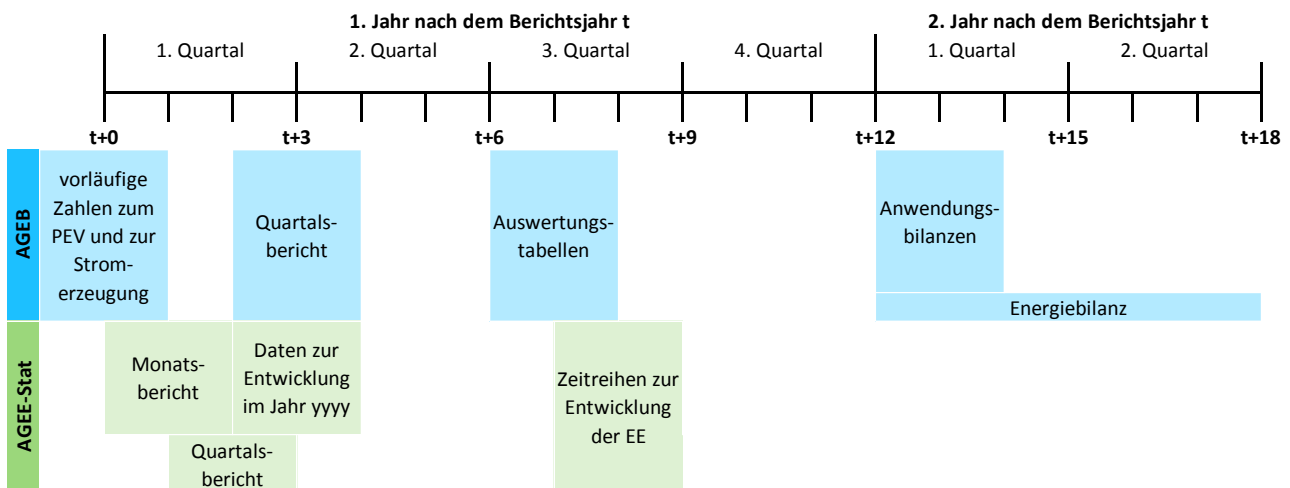 1. Jahr nach dem Berichtsjahr t
2. Jahr nach dem Berichtsjahr t
1. Quartal
2. Quartal
3. Quartal
4. Quartal
1. Quartal
2. Quartal
t+0
t+3
t+6
t+9
t+12
t+15
t+18
AGEB
vorläufige
Zahlen zum
PEV und zur
Strom-
erzeugung
Quartals-
bericht
Auswertungs-
tabellen
Anwendungs-
bilanzen
Energiebilanz
AGEE-Stat
Monats-
bericht
Daten zur
Entwicklung
im Jahr yyyy
Quartals-
bericht
Zeitreihen zur
Entwicklung
der EE